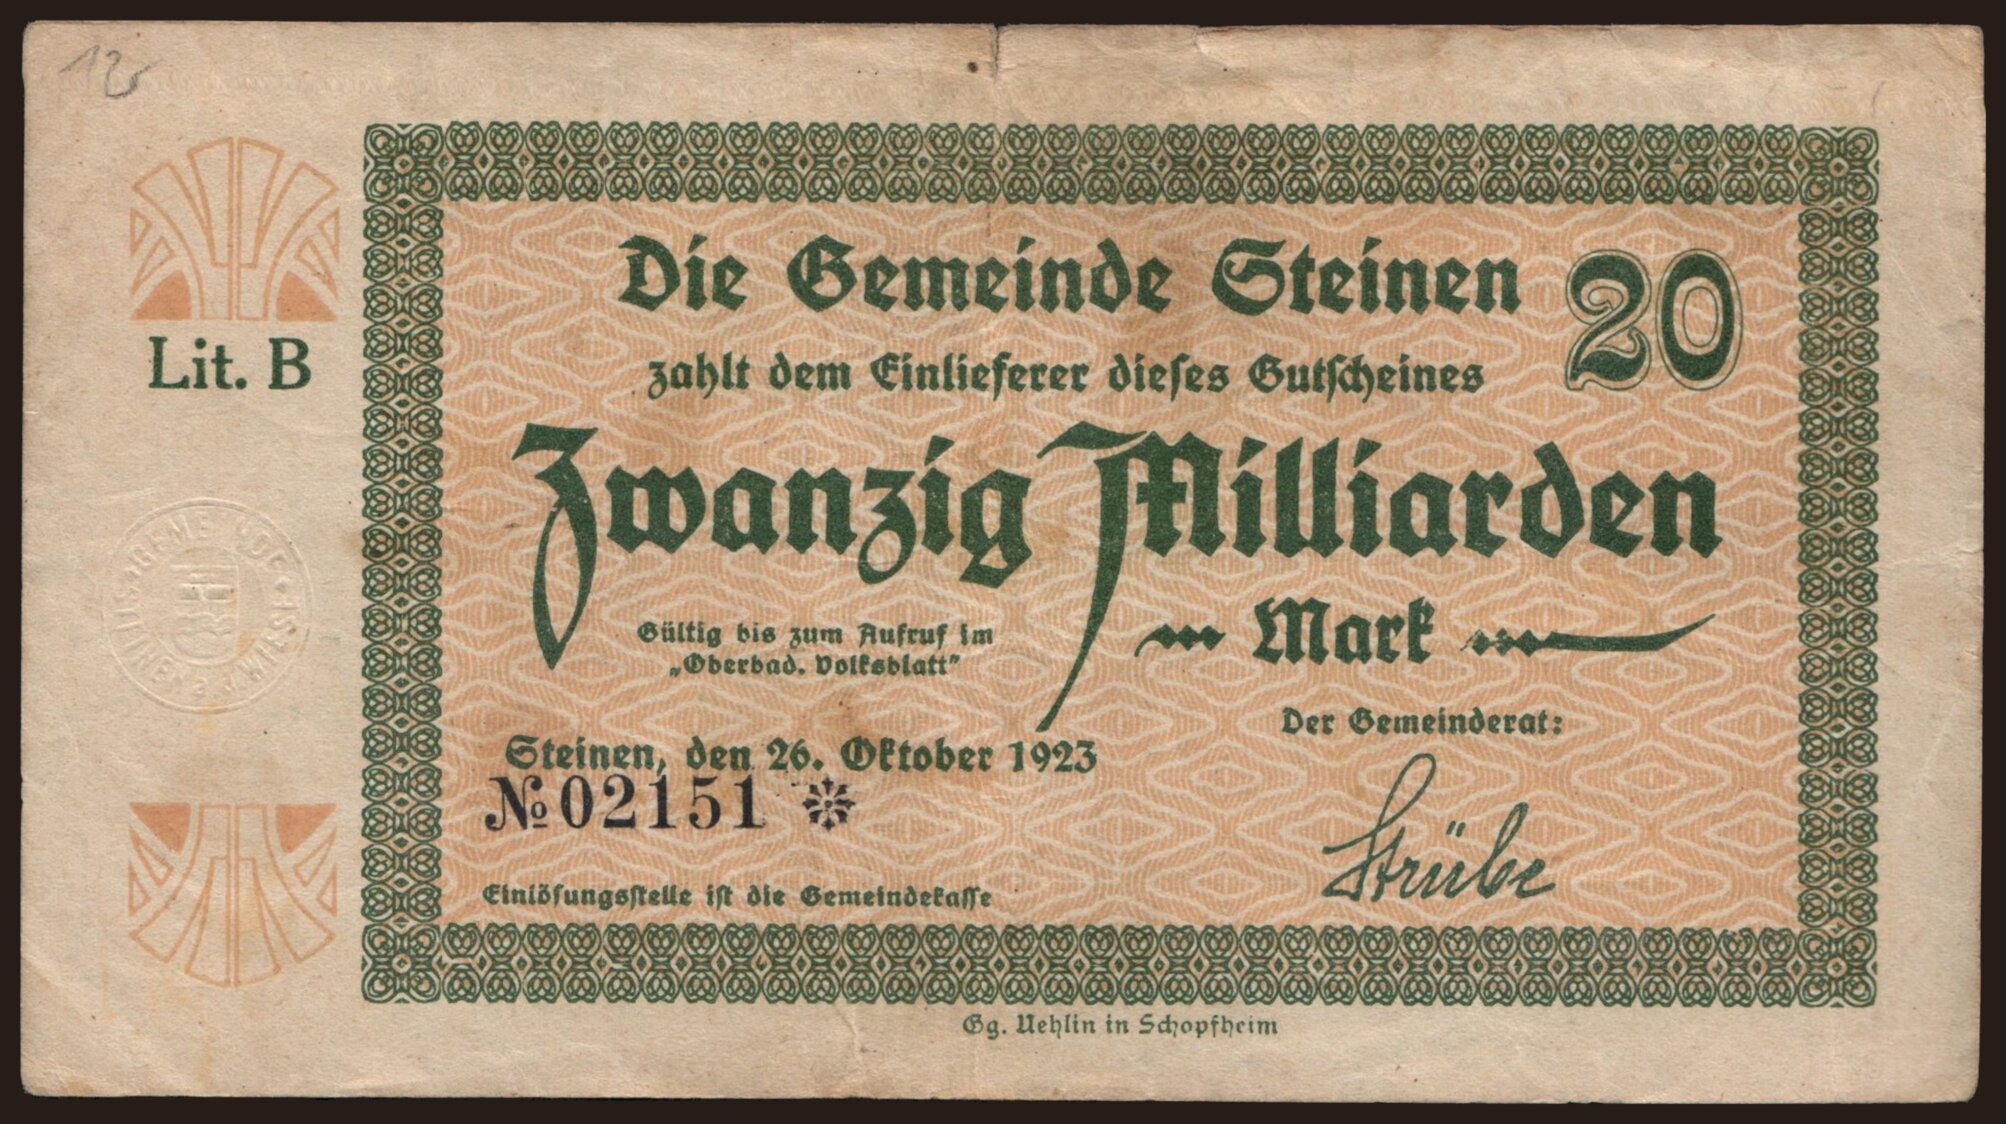 Die Gemeinde Steinen
20
zahlt dem Einlieferer dieses Gutscheines
Zwanzig Milliarden
Mark
Lit. B
Gültig bis zum Aufruf im
„Oberbad. Volksblatt"
Der Gemeinderat:
Steinen, den 26. Oktober 1923
№ 02151
Strübe
Einlösungsstelle ist die Gemeindekasse
Gg. Uehlin in Schopfheim